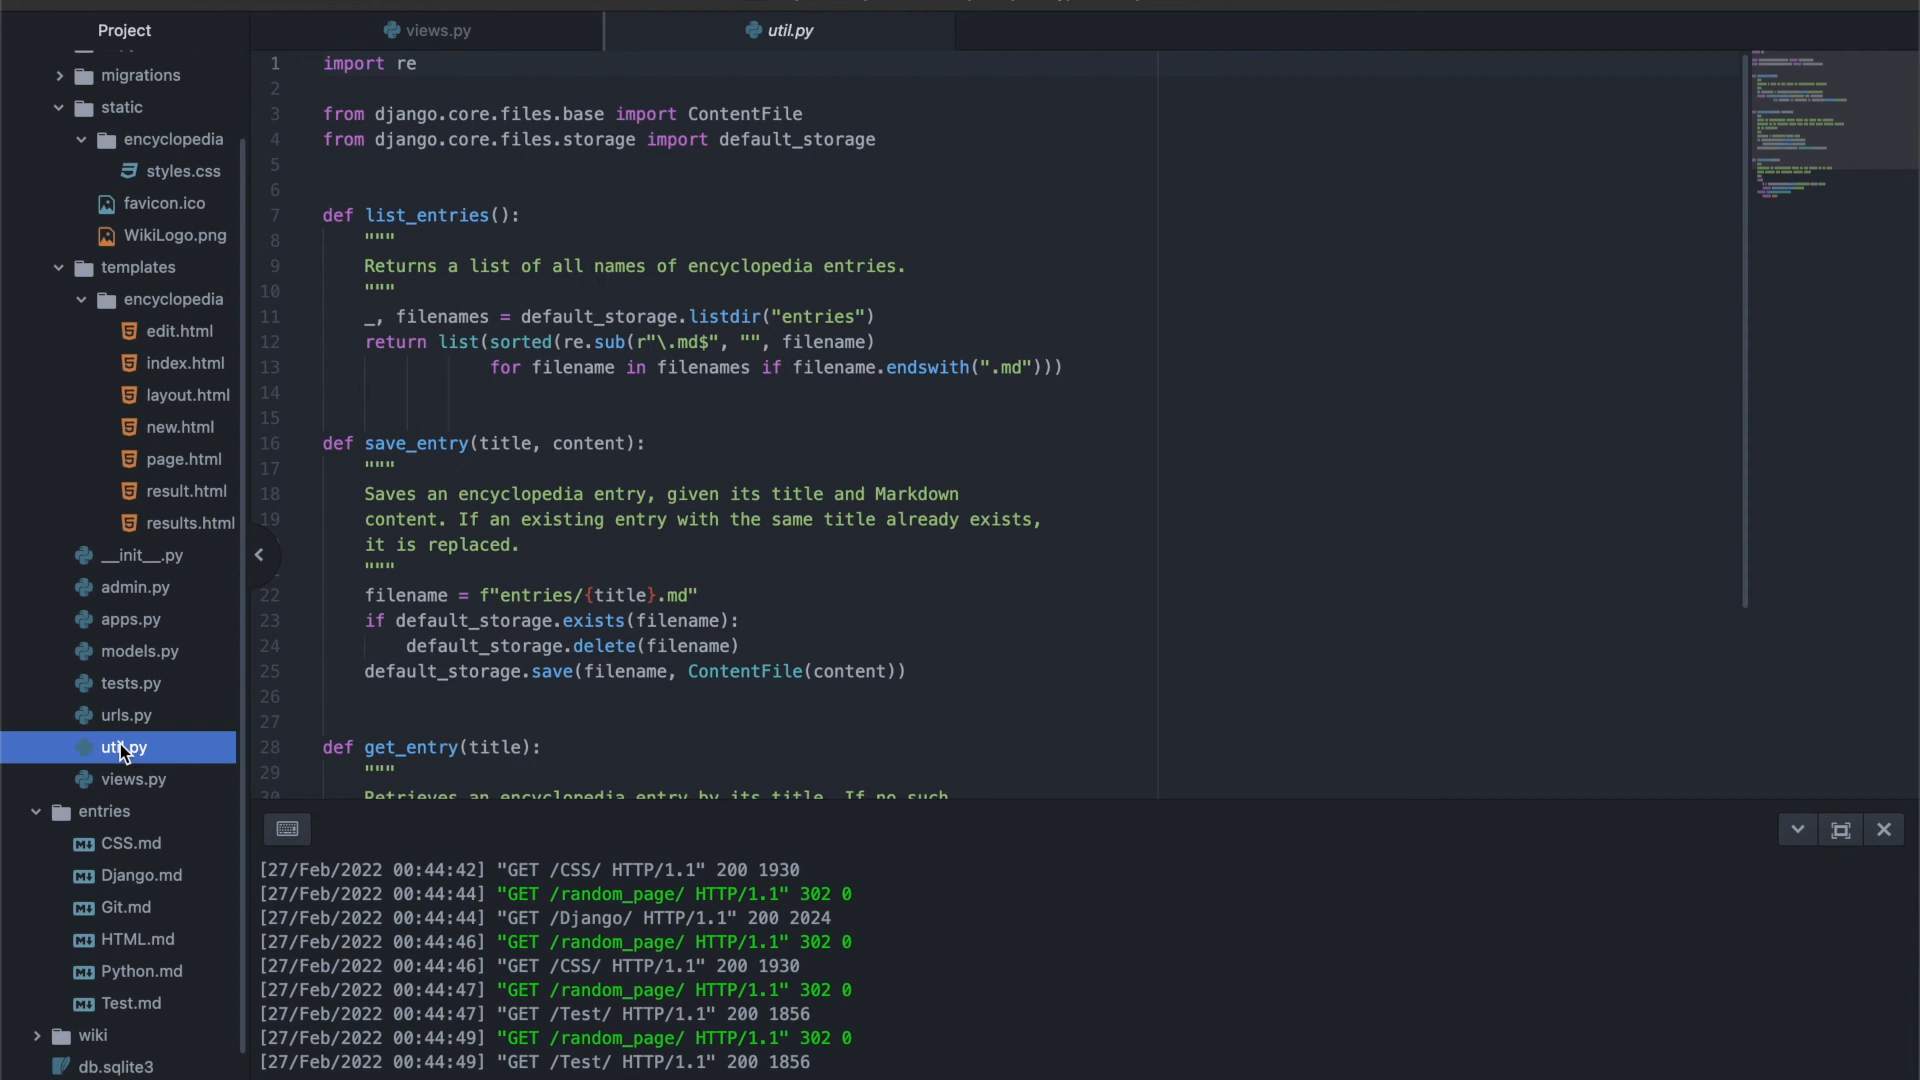 Project
migrations
static
encyclopedia
styles.css
favicon.ico
WikiLogo.png
templates
encyclopedia
edit.html
index.html
layout.html
new.html
page.html
result.html
results.html
__init__.py
admin.py
apps.py
models.py
tests.py
urls.py
util.py
views.py
entries
CSS.md
Django.md
Git.md
HTML.md
Python.md
Test.md
wiki
db.sqlite3
views.py
util.py
1 import re
2
3 from django.core.files.base import ContentFile
4 from django.core.files.storage import default_storage
5
6
7 def list_entries():
8 """
9 Returns a list of all names of encyclopedia entries.
10 """
11 _, filenames = default_storage.listdir("entries")
12 return list(sorted(re.sub(r"\.md$", "", filename)
13 for filename in filenames if filename.endswith(".md")))
14
15
16 def save_entry(title, content):
17 """
18 Saves an encyclopedia entry, given its title and Markdown
19 content. If an existing entry with the same title already exists,
it is replaced.
"""
22 filename = f"entries/{title}.md"
23 if default_storage.exists(filename):
24 default_storage.delete(filename)
25 default_storage.save(filename, ContentFile(content))
26
27
28 def get_entry(title):
29 """
30 Retrieves an encyclopedia entry by its title. If no such
[27/Feb/2022 00:44:42] "GET /CSS/ HTTP/1.1" 200 1930
[27/Feb/2022 00:44:44] "GET /random_page/ HTTP/1.1" 302 0
[27/Feb/2022 00:44:44] "GET /Django/ HTTP/1.1" 200 2024
[27/Feb/2022 00:44:46] "GET /random_page/ HTTP/1.1" 302 0
[27/Feb/2022 00:44:46] "GET /CSS/ HTTP/1.1" 200 1930
[27/Feb/2022 00:44:47] "GET /random_page/ HTTP/1.1" 302 0
[27/Feb/2022 00:44:47] "GET /Test/ HTTP/1.1" 200 1856
[27/Feb/2022 00:44:49] "GET /random_page/ HTTP/1.1" 302 0
[27/Feb/2022 00:44:49] "GET /Test/ HTTP/1.1" 200 1856